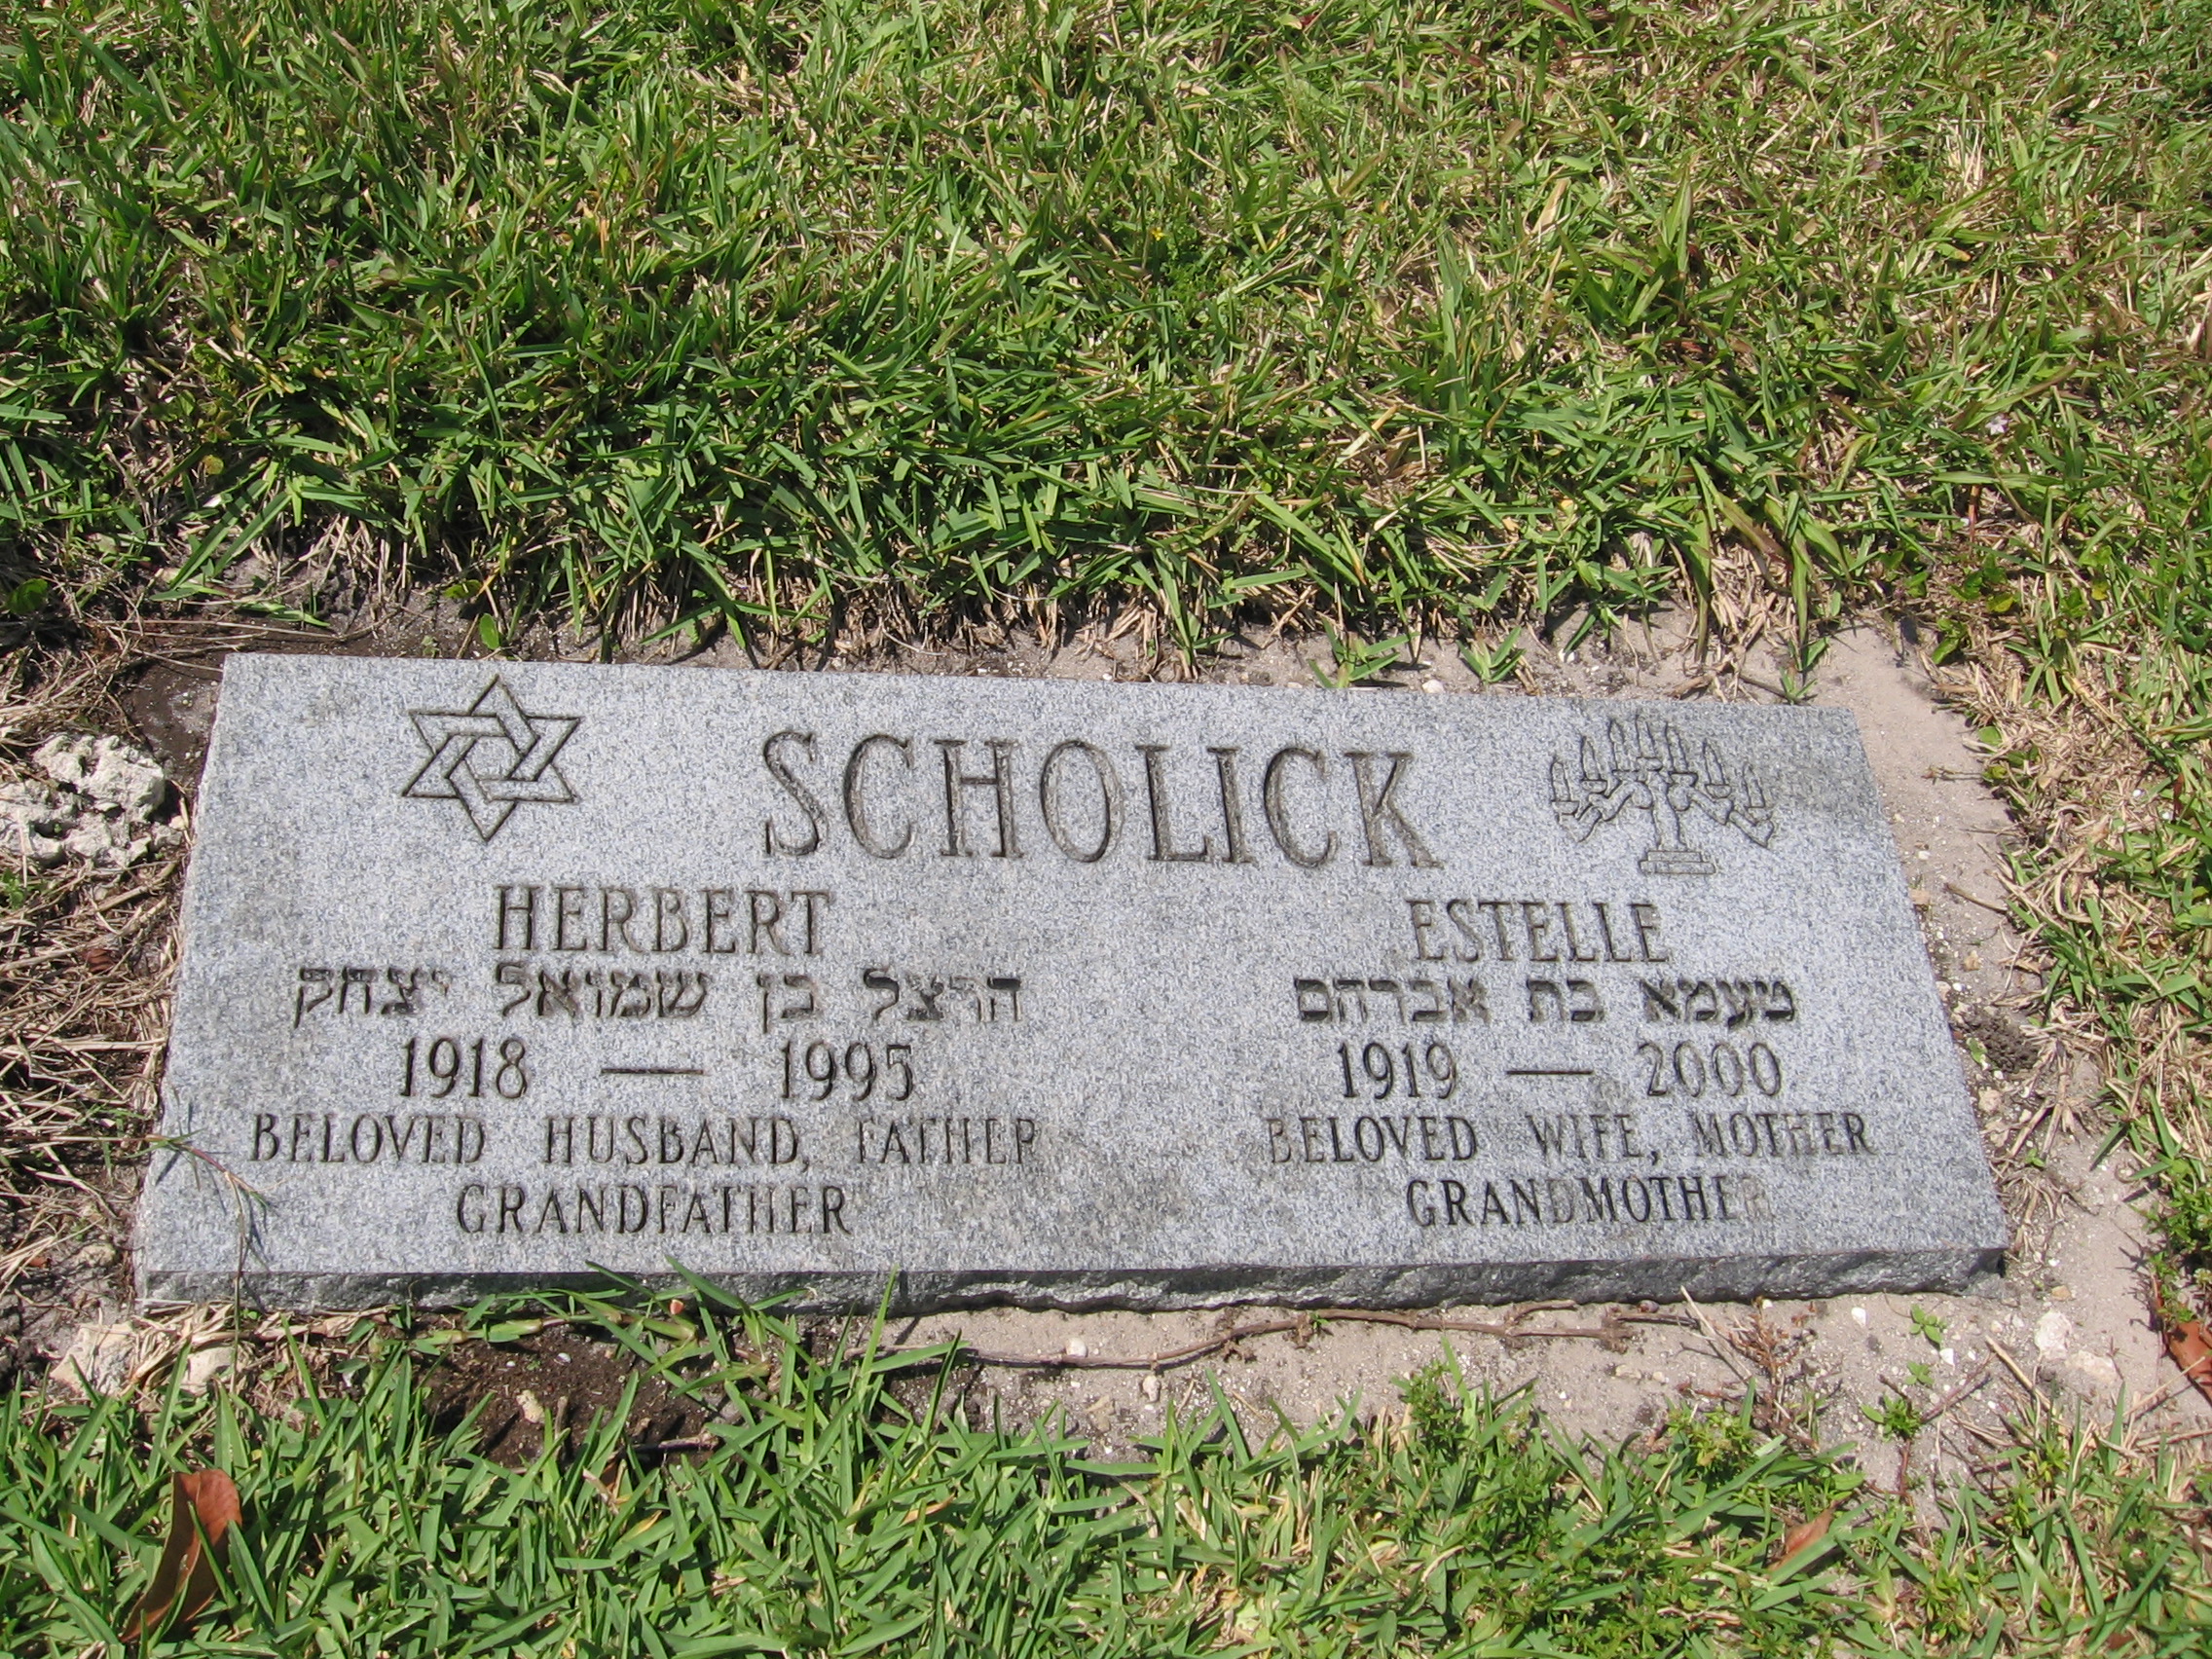 SCHOLICK
HERBERT
הרצל בן שמואל יצחק
1918 — 1995
BELOVED HUSBAND, FATHER
GRANDFATHER
ESTELLE
מעמא בת אברהם
1919 — 2000
BELOVED WIFE, MOTHER
GRANDMOTHER